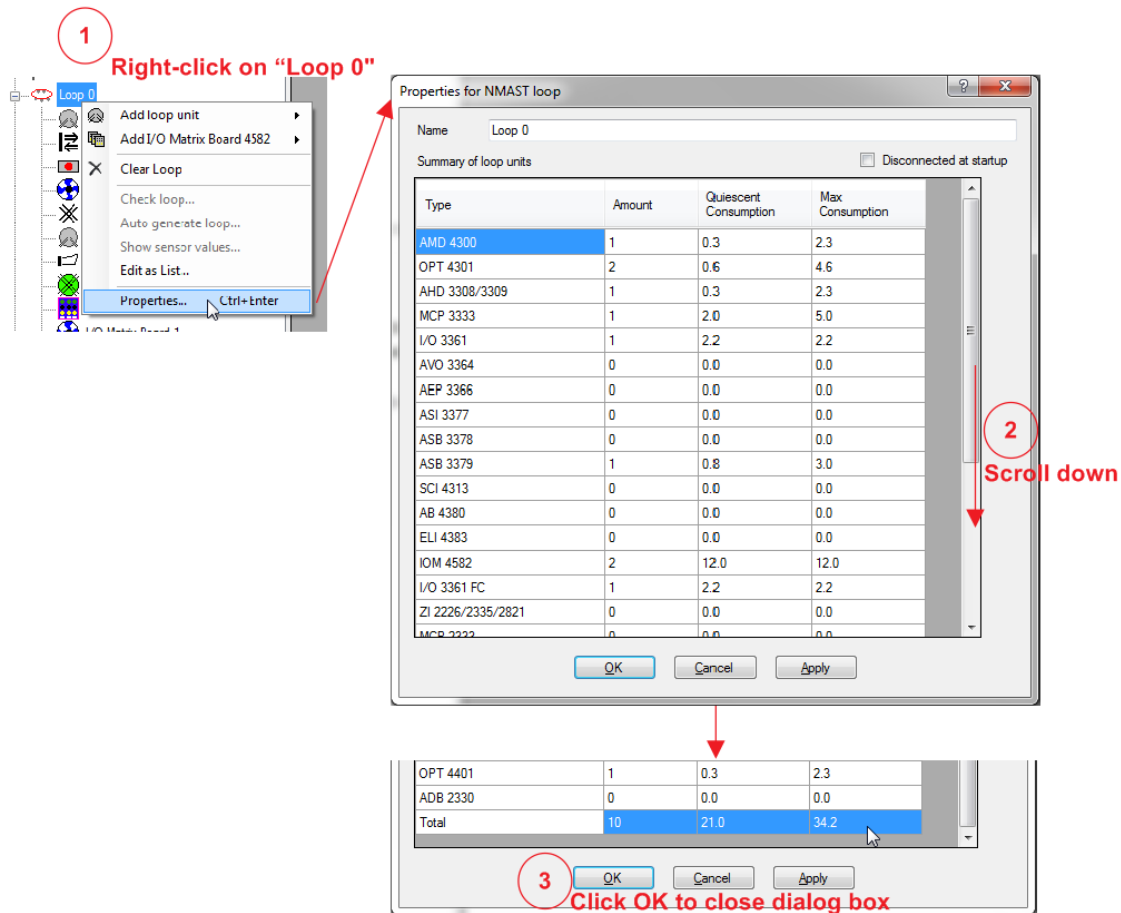 1
Right-click on “Loop 0"
Loop 0
Add loop unit
Add I/O Matrix Board 4582
Clear Loop
Check loop...
Auto generate loop...
Show sensor values...
Edit as List...
Properties... Ctrl+Enter
I/O Matrix Board 1
Properties for NMAST loop
Name Loop 0
Summary of loop units Disconnected at startup
Type Amount Quiescent Consumption Max Consumption
AMD 4300 1 0.3 2.3
OPT 4301 2 0.6 4.6
AHD 3308/3309 1 0.3 2.3
MCP 3333 1 2.0 5.0
I/O 3361 1 2.2 2.2
AVO 3364 0 0.0 0.0
AEP 3366 0 0.0 0.0
ASI 3377 0 0.0 0.0
ASB 3378 0 0.0 0.0
ASB 3379 1 0.8 3.0
SCI 4313 0 0.0 0.0
AB 4380 0 0.0 0.0
ELI 4383 0 0.0 0.0
IOM 4582 2 12.0 12.0
I/O 3361 FC 1 2.2 2.2
ZI 2226/2335/2821 0 0.0 0.0
MCP 2333 0 0.0 0.0
OK Cancel Apply
2
Scroll down
OPT 4401 1 0.3 2.3
ADB 2330 0 0.0 0.0
Total 10 21.0 34.2
3
OK Cancel Apply
Click OK to close dialog box